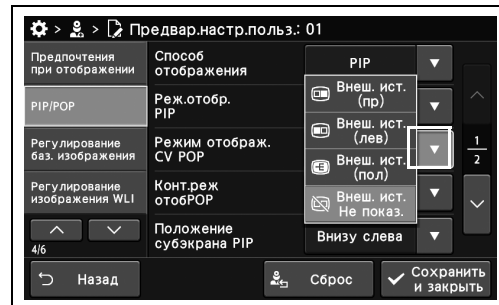 > > Предвар.настр.польз.: 01
Предпочтения
при отображении
PIP/POP
Регулирование
баз. изображения
Регулирование
изображения WLI
4/6
Способ
отображения
PIP
Реж.отобр.
PIP
Режим отображ.
CV POP
Конт.реж
отобPOP
Положение
субэкрана PIP
Внизу слева
Внеш. ист.
(пр)
Внеш. ист.
(лев)
Внеш. ист.
(пол)
Внеш. ист.
Не показ.
1
2
Назад
Сброс
Сохранить
и закрыть